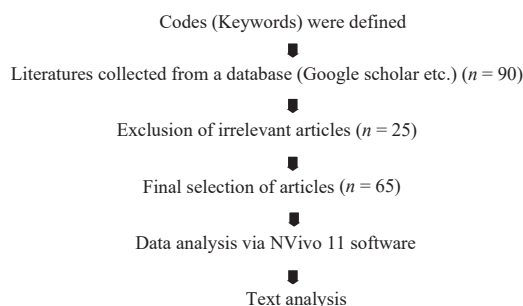 Codes (Keywords) were defined
Literatures collected from a database (Google scholar etc.) (n = 90)
Exclusion of irrelevant articles (n = 25)
Final selection of articles (n = 65)
Data analysis via NVivo 11 software
Text analysis